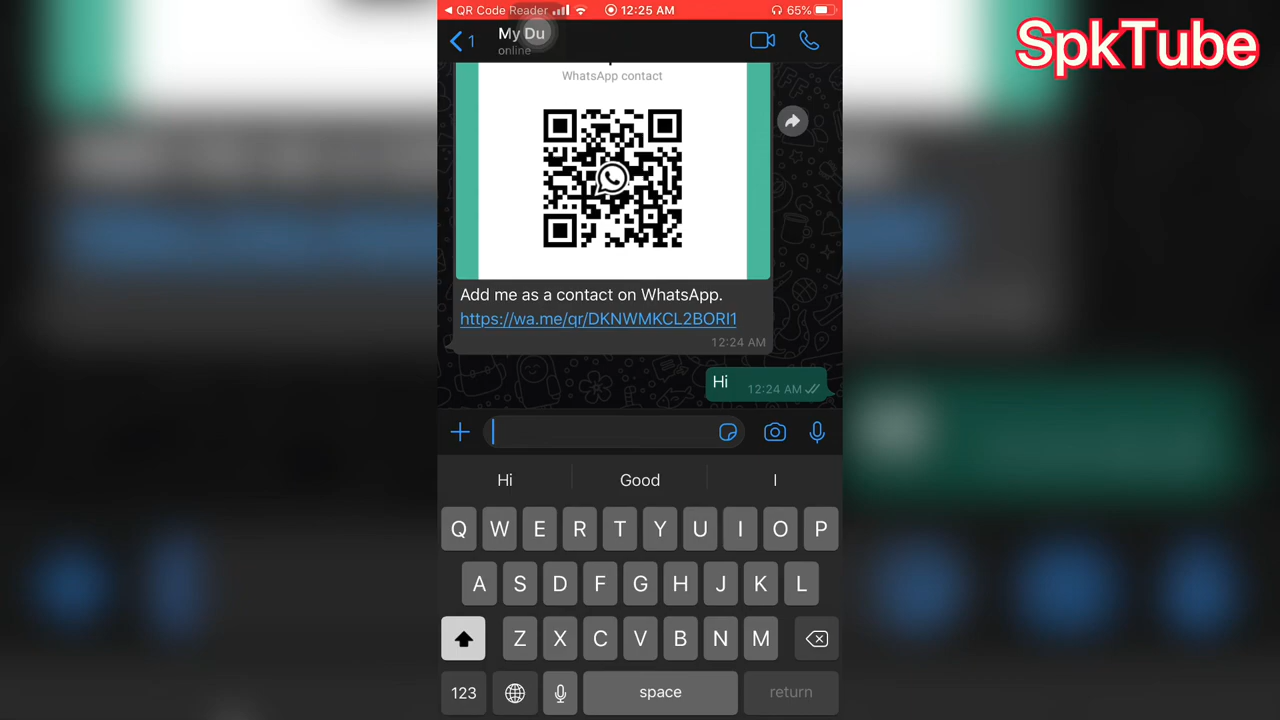 QR Code Reader 12:25 AM 65%
SpkTube
1 My Du
online
WhatsApp contact
Add me as a contact on WhatsApp.
https://wa.me/qr/DKNWMKCL2BORI1
12:24 AM
Hi 12:24 AM
Hi Good I
Q W E R T Y U I O P
A S D F G H J K L
Z X C V B N M
123 space return